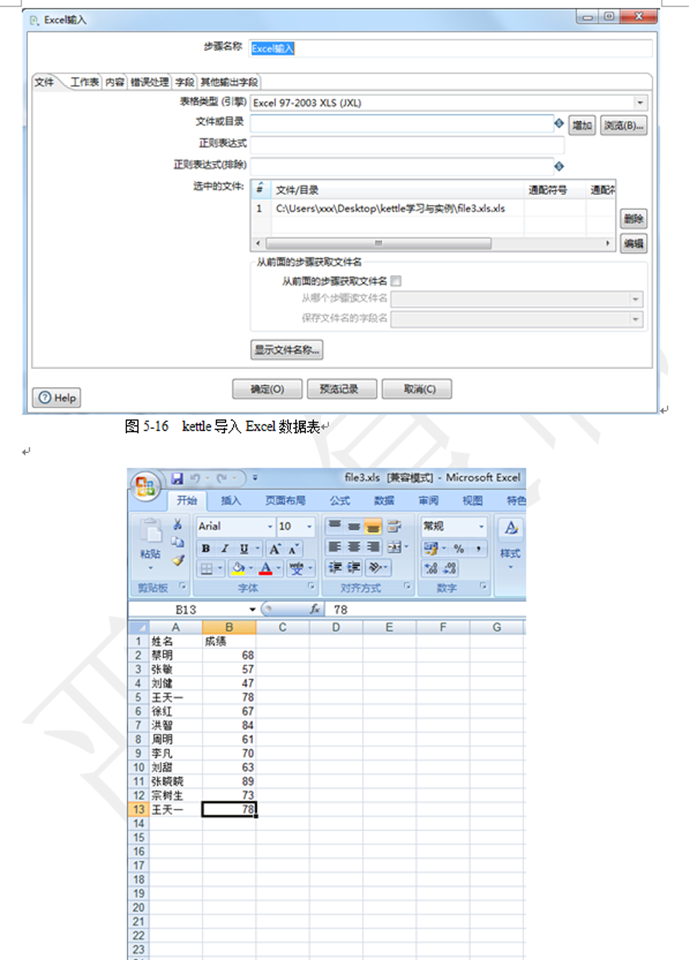 Excel输入
步骤名称 Excel输入
文件 工作表 内容 错误处理 字段 其他输出字段
表格类型 (引擎) Excel 97-2003 XLS (JXL)
文件或目录 增加 浏览(B)...
正则表达式
正则表达式(排除)
选中的文件: # 文件/目录 通配符号 通配符
1 C:\Users\xxx\Desktop\kettle学习与实例\file3.xls.xls
删除
编辑
从前面的步骤获取文件名
从前面的步骤获取文件名
从哪个步骤读文件名
保存文件名的字段名
显示文件名称...
Help 确定(O) 预览记录 取消(C)
图 5-16 kettle 导入 Excel 数据表
file3.xls [兼容模式] - Microsoft Excel
开始 插入 页面布局 公式 数据 审阅 视图 特色
粘贴 Arial 10 常规 样式
B I U A A %
A
剪贴板 字体 对齐方式 数字
B13 fx 78
A B C D E F G
1 姓名 成绩
2 蔡明 68
3 张敏 57
4 刘健 47
5 王天一 78
6 徐红 67
7 洪智 84
8 周明 61
9 李凡 70
10 刘甜 63
11 张晓晓 89
12 宗树生 73
13 王天一 78
14
15
16
17
18
19
20
21
22
23